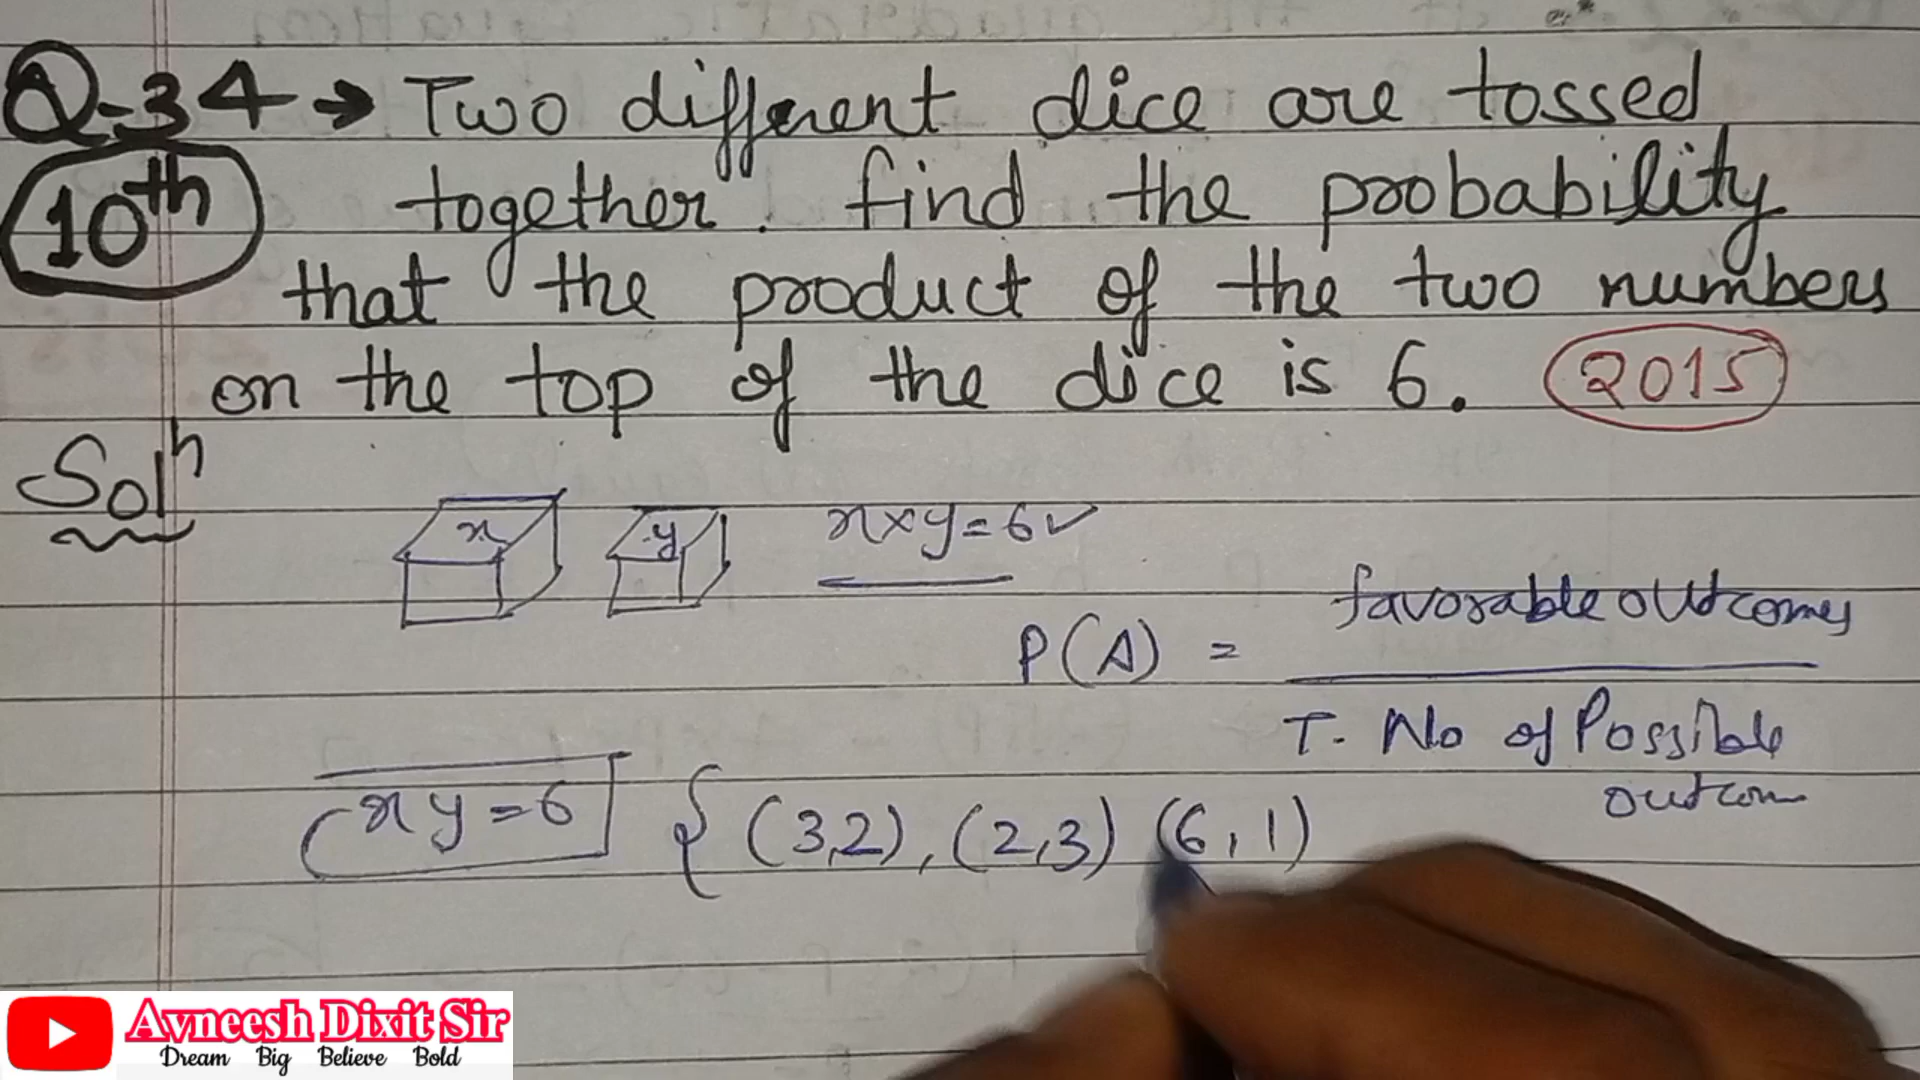 Q-34 → Two different dice are tossed
10th together. find the probability
that the product of the two numbers
on the top of the dice is 6. 2015
Solⁿ
x y x×y=6✓
P(A) = favorable outcomes
T. No of Possible
outcom
xy=6 { (3,2), (2,3) (6,1)
Avneesh Dixit Sir
Dream Big Believe Bold